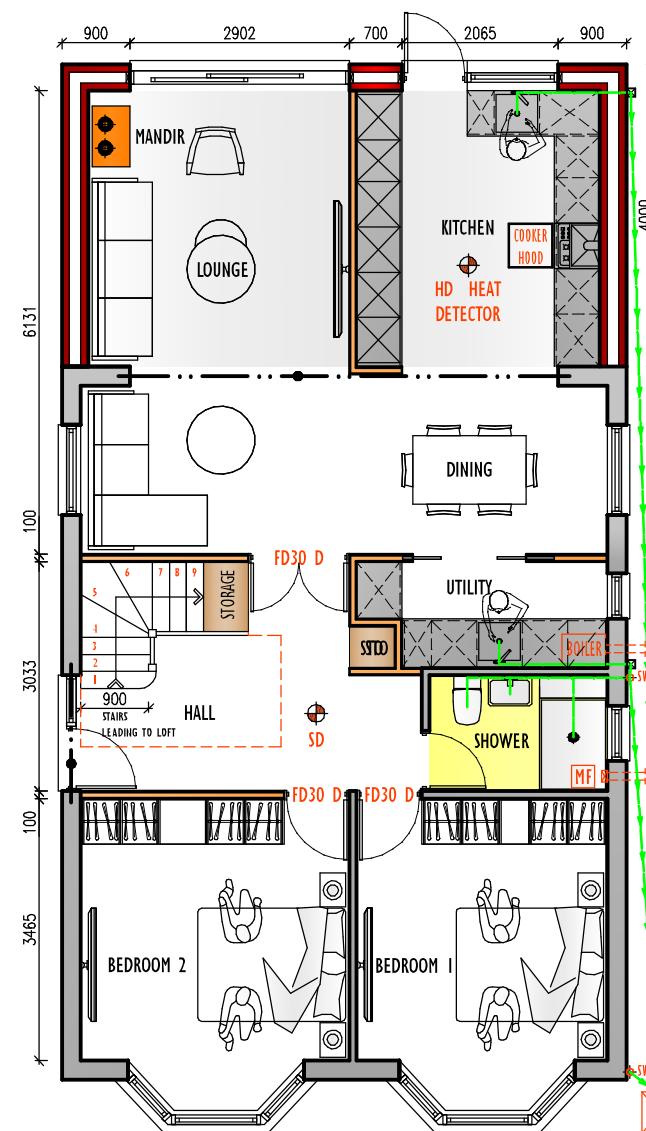 900 2902 700 2065 900
MANDIR
4000
KITCHEN
COOKER
HOOD
LOUNGE
HD HEAT
DETECTOR
6131
DINING
100
FD30 D
6 7 8 9
STORAGE
UTILITY
5
4
3
2
1
BOILER
3033
SW
900
HALL
STAIRS
LEADING TO LOFT
SD
SHOWER
MF
FD30 D FD30 D
100
3465
BEDROOM 2
BEDROOM 1
SW